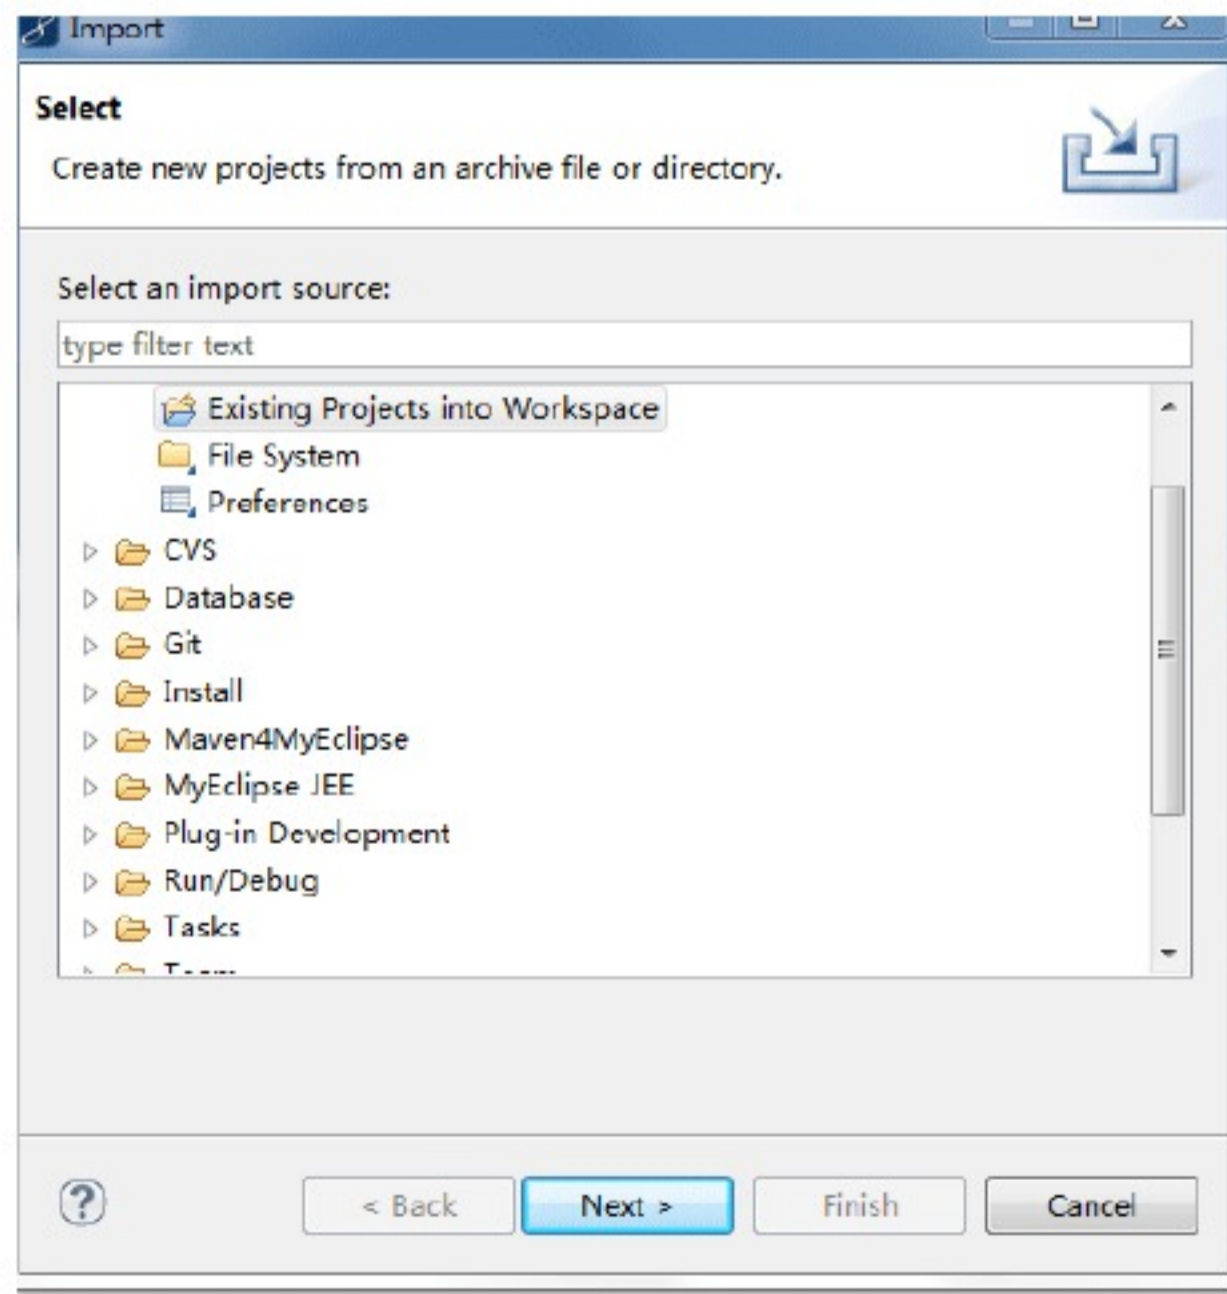 Import
Select
Create new projects from an archive file or directory.
Select an import source:
type filter text
Existing Projects into Workspace
File System
Preferences
CVS
Database
Git
Install
Maven4MyEclipse
MyEclipse JEE
Plug-in Development
Run/Debug
Tasks
Team
< Back Next > Finish Cancel